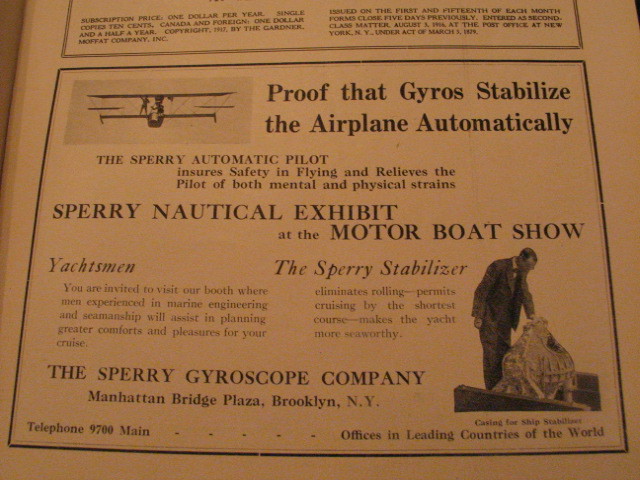 SUBSCRIPTION PRICE: ONE DOLLAR PER YEAR. SINGLE
COPIES TEN CENTS. CANADA AND FOREIGN: ONE DOLLAR
AND A HALF A YEAR. COPYRIGHT, 1917, BY THE GARDNER,
MOFFAT COMPANY, INC.
ISSUED ON THE FIRST AND FIFTEENTH OF EACH MONTH
FORMS CLOSE FIVE DAYS PREVIOUSLY. ENTERED AS SECOND-
CLASS MATTER, AUGUST 5, 1916, AT THE POST OFFICE AT NEW
YORK, N. Y., UNDER ACT OF MARCH 3, 1879.
Proof that Gyros Stabilize
the Airplane Automatically
THE SPERRY AUTOMATIC PILOT
insures Safety in Flying and Relieves the
Pilot of both mental and physical strains
SPERRY NAUTICAL EXHIBIT
at the MOTOR BOAT SHOW
Yachtsmen
You are invited to visit our booth where
men experienced in marine engineering
and seamanship will assist in planning
greater comforts and pleasures for your
cruise.
The Sperry Stabilizer
eliminates rolling—permits
cruising by the shortest
course—makes the yacht
more seaworthy.
THE SPERRY GYROSCOPE COMPANY
Manhattan Bridge Plaza, Brooklyn, N.Y.
Casing for Ship Stabilizer
Telephone 9700 Main - - - - - Offices in Leading Countries of the World